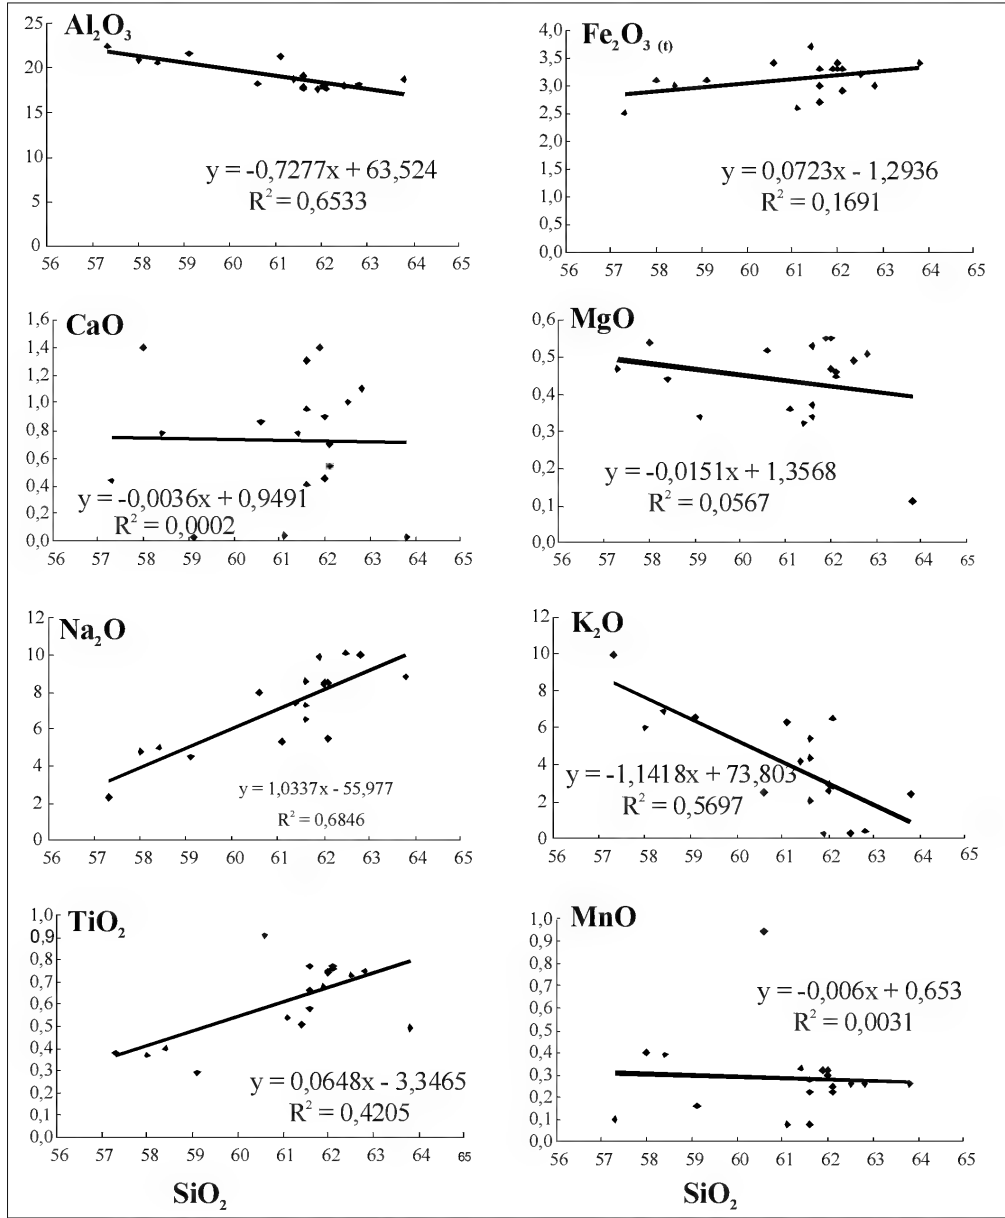 Al₂O₃
25
20
15
10
5
0
56 57 58 59 60 61 62 63 64 65
y = -0,7277x + 63,524
R² = 0,6533
Fe₂O₃ (t)
4,0
3,5
3,0
2,5
2,0
1,5
1,0
0,5
0,0
56 57 58 59 60 61 62 63 64 65
y = 0,0723x - 1,2936
R² = 0,1691
CaO
1,6
1,4
1,2
1,0
0,8
0,6
0,4
0,2
0,0
56 57 58 59 60 61 62 63 64 65
y = -0,0036x + 0,9491
R² = 0,0002
MgO
0,6
0,5
0,4
0,3
0,2
0,1
0,0
56 57 58 59 60 61 62 63 64 65
y = -0,0151x + 1,3568
R² = 0,0567
Na₂O
12
10
8
6
4
2
0
56 57 58 59 60 61 62 63 64 65
y = 1,0337x - 55,977
R² = 0,6846
K₂O
12
10
8
6
4
2
0
56 57 58 59 60 61 62 63 64 65
y = -1,1418x + 73,803
R² = 0,5697
TiO₂
1,0
0,9
0,8
0,7
0,6
0,5
0,4
0,3
0,2
0,1
0,0
56 57 58 59 60 61 62 63 64 65
y = 0,0648x - 3,3465
R² = 0,4205
SiO₂
MnO
1,0
0,9
0,8
0,7
0,6
0,5
0,4
0,3
0,2
0,1
0,0
56 57 58 59 60 61 62 63 64 65
y = -0,006x + 0,653
R² = 0,0031
SiO₂